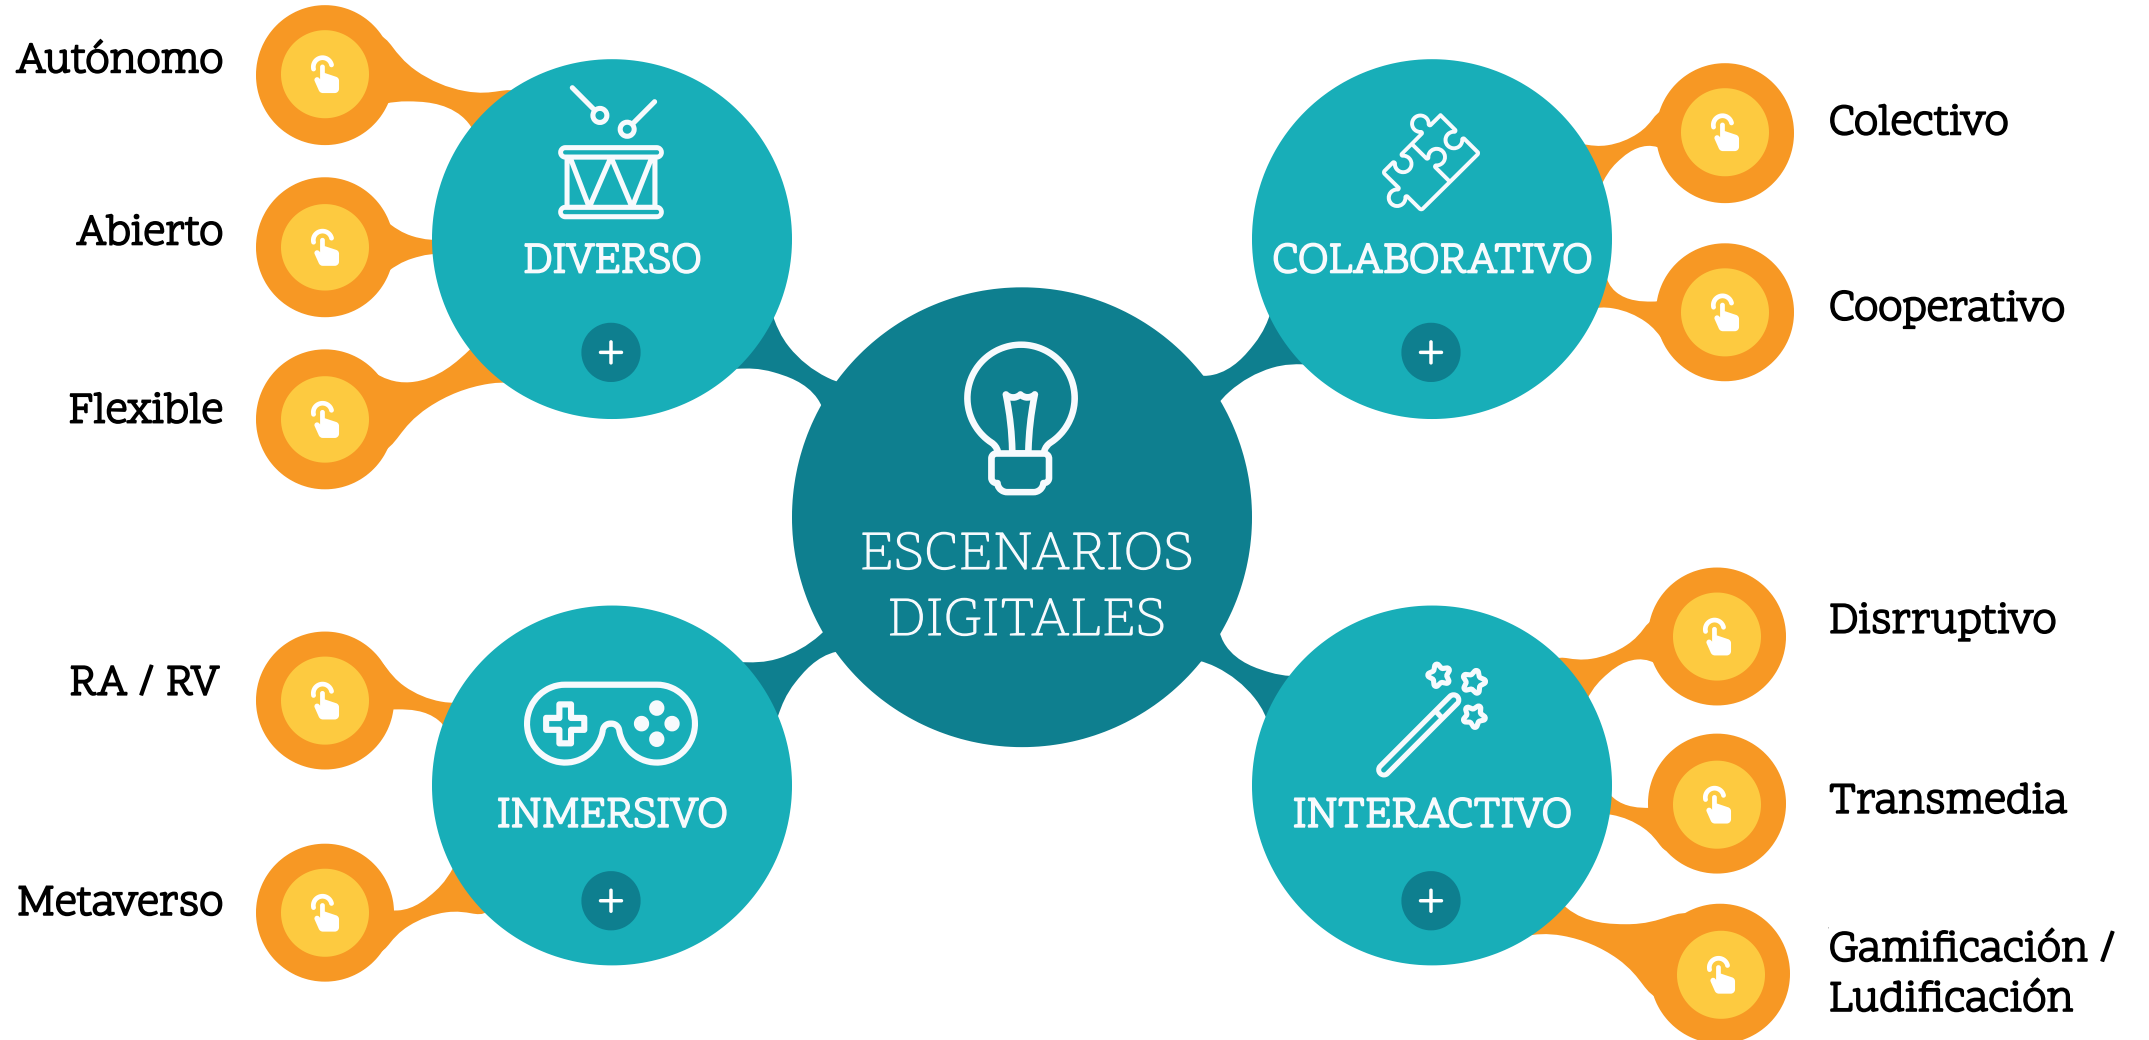 Autónomo
Abierto
Flexible
DIVERSO
COLABORATIVO
Colectivo
Cooperativo
ESCENARIOS
DIGITALES
RA / RV
Metaverso
INMERSIVO
INTERACTIVO
Disrruptivo
Transmedia
Gamificación /
Ludificación